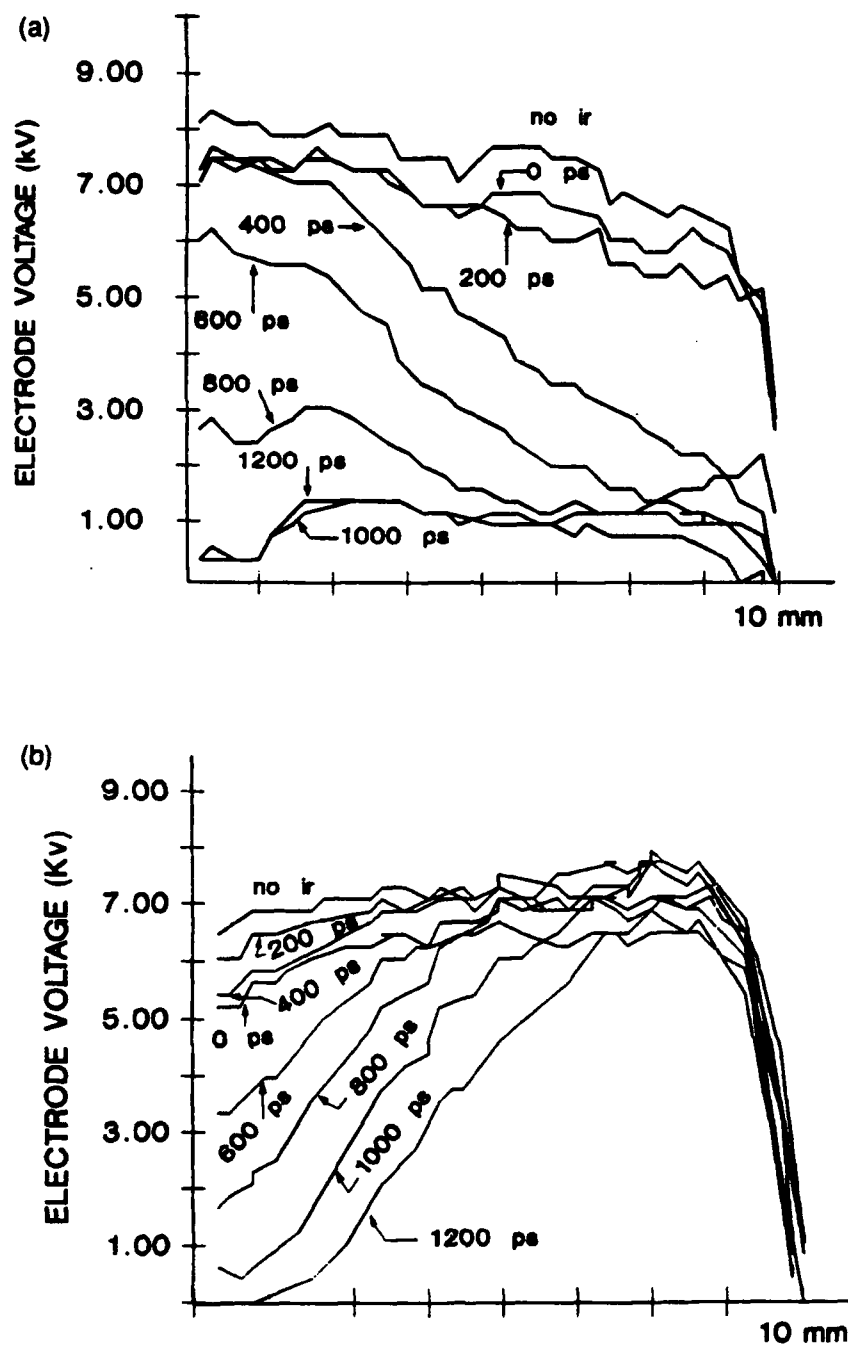 (a)
ELECTRODE VOLTAGE (kV)
9.00
7.00
5.00
3.00
1.00
no ir
0 ps
400 ps
200 ps
600 ps
800 ps
1200 ps
1000 ps
10 mm
(b)
ELECTRODE VOLTAGE (Kv)
9.00
7.00
5.00
3.00
1.00
no ir
200 ps
400 ps
0 ps
600 ps
800 ps
1000 ps
1200 ps
10 mm